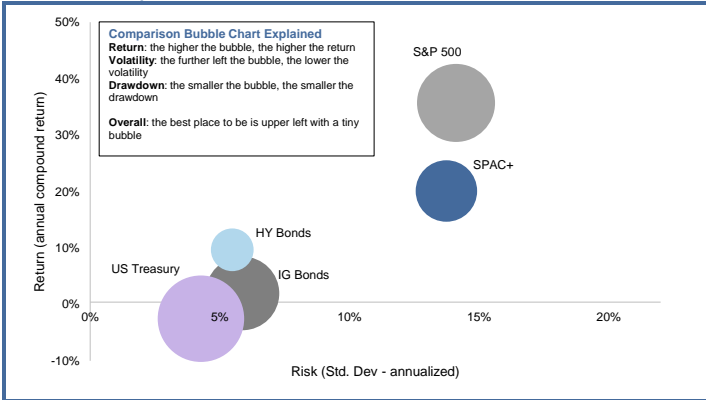 50%
Comparison Bubble Chart Explained
Return: the higher the bubble, the higher the return
Volatility: the further left the bubble, the lower the
volatility
Drawdown: the smaller the bubble, the smaller the
drawdown
Overall: the best place to be is upper left with a tiny
bubble
S&P 500
40%
30%
SPAC+
20%
HY Bonds
10%
US Treasury
IG Bonds
0%
0%
5%
10%
15%
20%
-10%
Return (annual compound return)
Risk (Std. Dev - annualized)